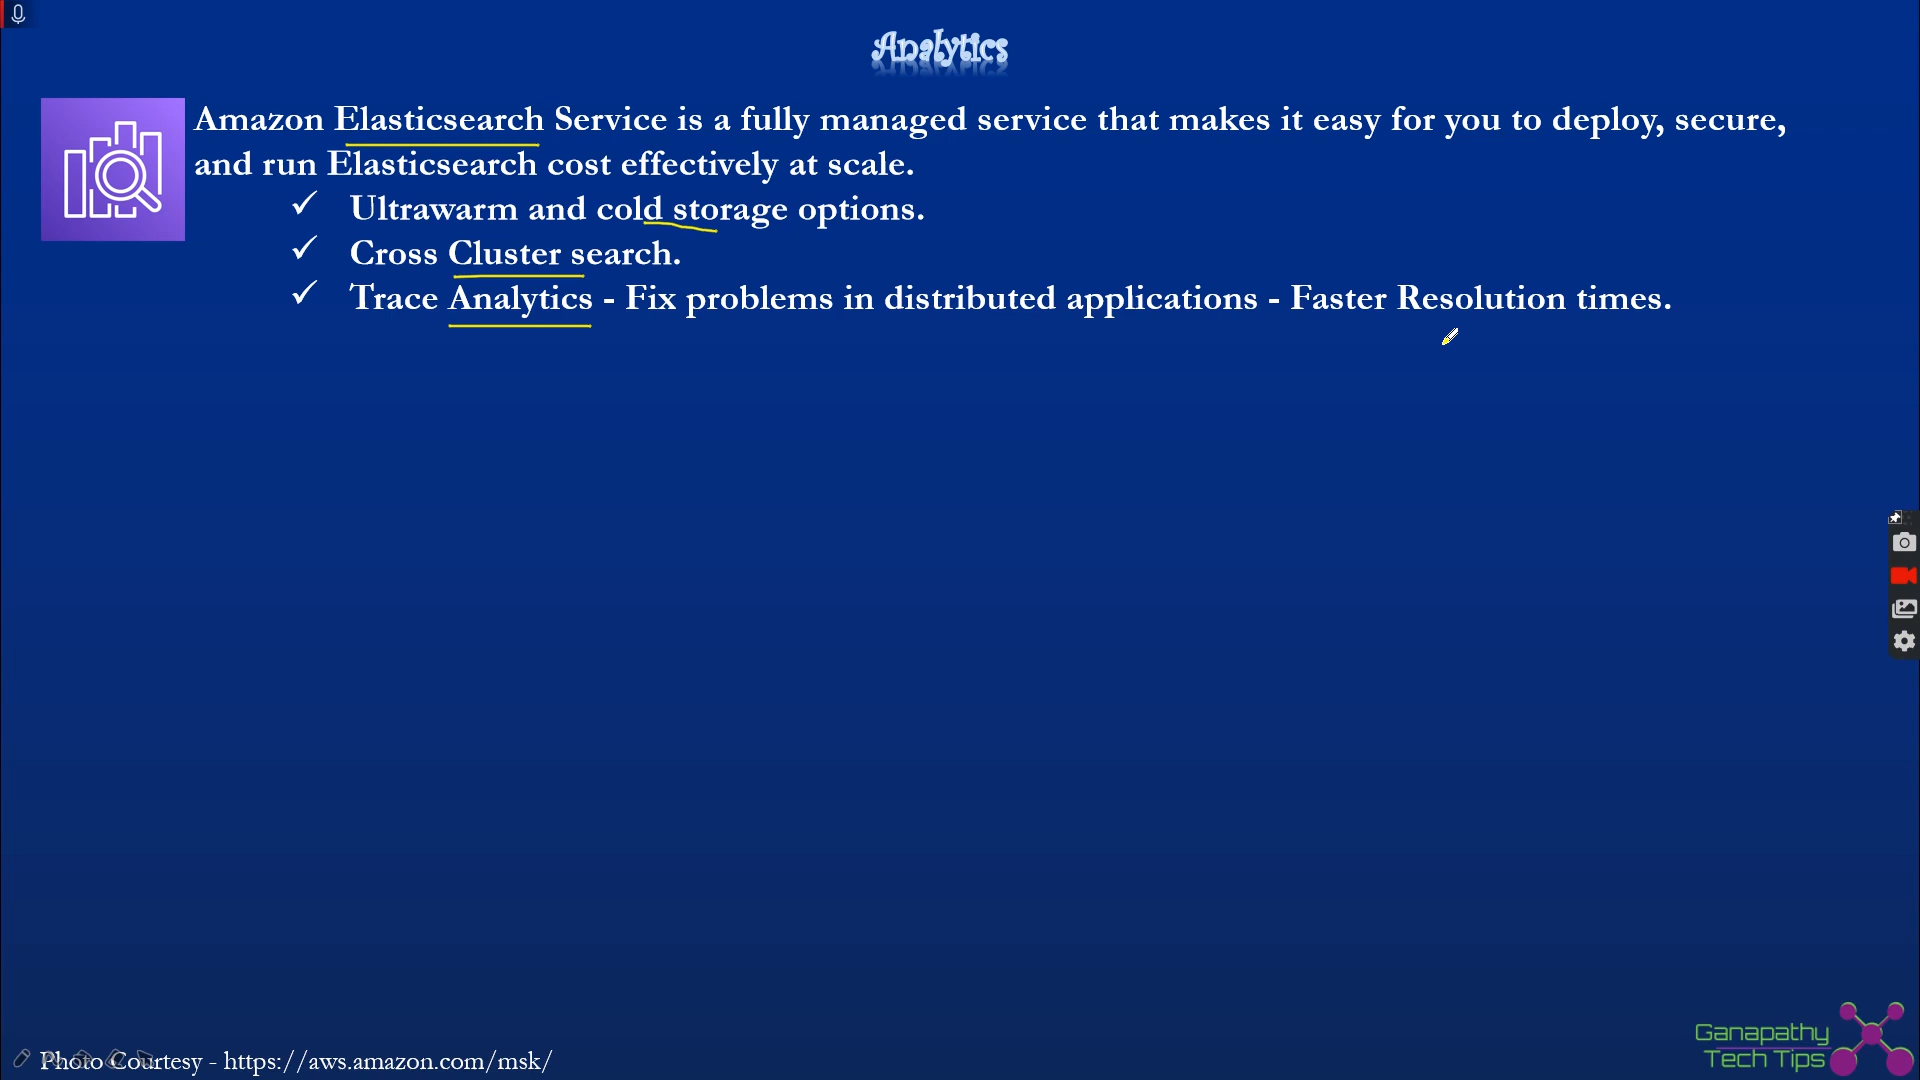 Analytics
Amazon Elasticsearch Service is a fully managed service that makes it easy for you to deploy, secure,
and run Elasticsearch cost effectively at scale.
✓ Ultrawarm and cold storage options.
✓ Cross Cluster search.
✓ Trace Analytics - Fix problems in distributed applications - Faster Resolution times.
Photo Courtesy - https://aws.amazon.com/msk/
Ganapathy
Tech Tips